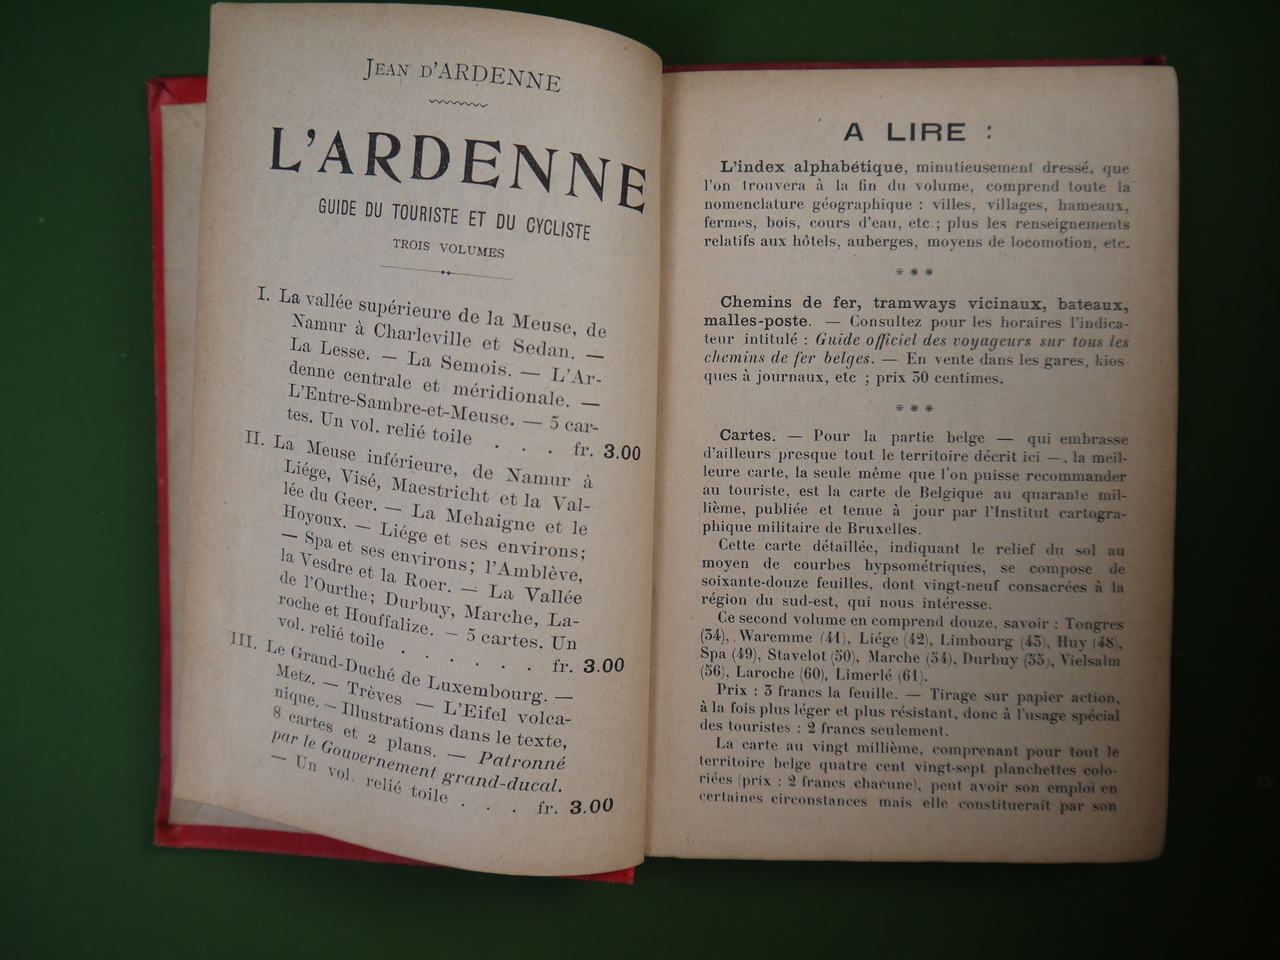 JEAN D'ARDENNE
L'ARDENNE
GUIDE DU TOURISTE ET DU CYCLISTE
TROIS VOLUMES
I. La vallée supérieure de la Meuse, de
Namur à Charleville et Sedan. —
La Lesse. — La Semois. — L'Ar-
denne centrale et méridionale. —
L'Entre-Sambre-et-Meuse. — 5 car-
tes. Un vol. relié toile . . . fr. 3.00
II. La Meuse inférieure, de Namur à
Liége, Visé, Maestricht et la Val-
lée du Geer. — La Mehaigne et le
Hoyoux. — Liége et ses environs;
— Spa et ses environs; l'Amblève,
la Vesdre et la Roer. — La Vallée
de l'Ourthe; Durbuy, Marche, La-
roche et Houffalize. — 5 cartes. Un
vol. relié toile . . . . . . fr. 3.00
III. Le Grand-Duché de Luxembourg. —
Metz. — Trèves — L'Eifel volca-
nique. — Illustrations dans le texte,
8 cartes et 2 plans. — Patronné
par le Gouvernement grand-ducal.
— Un vol. relié toile . . . fr. 3.00
A LIRE :
L'index alphabétique, minutieusement dressé, que
l'on trouvera à la fin du volume, comprend toute la
nomenclature géographique : villes, villages, hameaux,
fermes, bois, cours d'eau, etc.; plus les renseignements
relatifs aux hôtels, auberges, moyens de locomotion, etc.
* * *
Chemins de fer, tramways vicinaux, bateaux,
malles-poste. — Consultez pour les horaires l'indica-
teur intitulé : Guide officiel des voyageurs sur tous les
chemins de fer belges. — En vente dans les gares, kios-
ques à journaux, etc ; prix 30 centimes.
* * *
Cartes. — Pour la partie belge — qui embrasse
d'ailleurs presque tout le territoire décrit ici —, la meil-
leure carte, la seule même que l'on puisse recommander
au touriste, est la carte de Belgique au quarante mil-
lième, publiée et tenue à jour par l'Institut cartogra-
phique militaire de Bruxelles.
Cette carte détaillée, indiquant le relief du sol au
moyen de courbes hypsométriques, se compose de
soixante-douze feuilles, dont vingt-neuf consacrées à la
région du sud-est, qui nous intéresse.
Ce second volume en comprend douze, savoir : Tongres
(34), Waremme (41), Liége (42), Limbourg (43), Huy (48),
Spa (49), Stavelot (50), Marche (54), Durbuy (55), Vielsalm
(56), Laroche (60), Limerlé (61).
Prix : 3 francs la feuille. — Tirage sur papier action,
à la fois plus léger et plus résistant, donc à l'usage spécial
des touristes : 2 francs seulement.
La carte au vingt millième, comprenant pour tout le
territoire belge quatre cent vingt-sept planchettes colo-
riées (prix : 2 francs chacune), peut avoir son emploi en
certaines circonstances mais elle constituerait par son